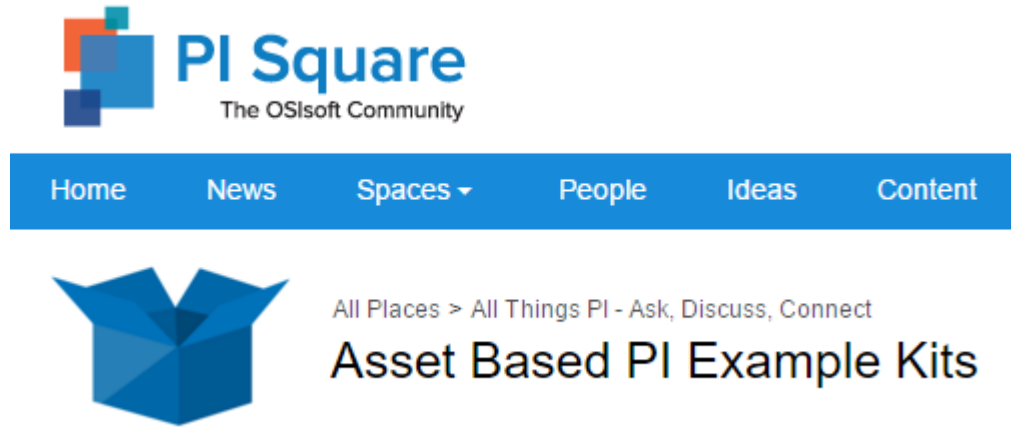 PI Square
The OSIsoft Community
Home News Spaces People Ideas Content
All Places > All Things PI - Ask, Discuss, Connect
Asset Based PI Example Kits